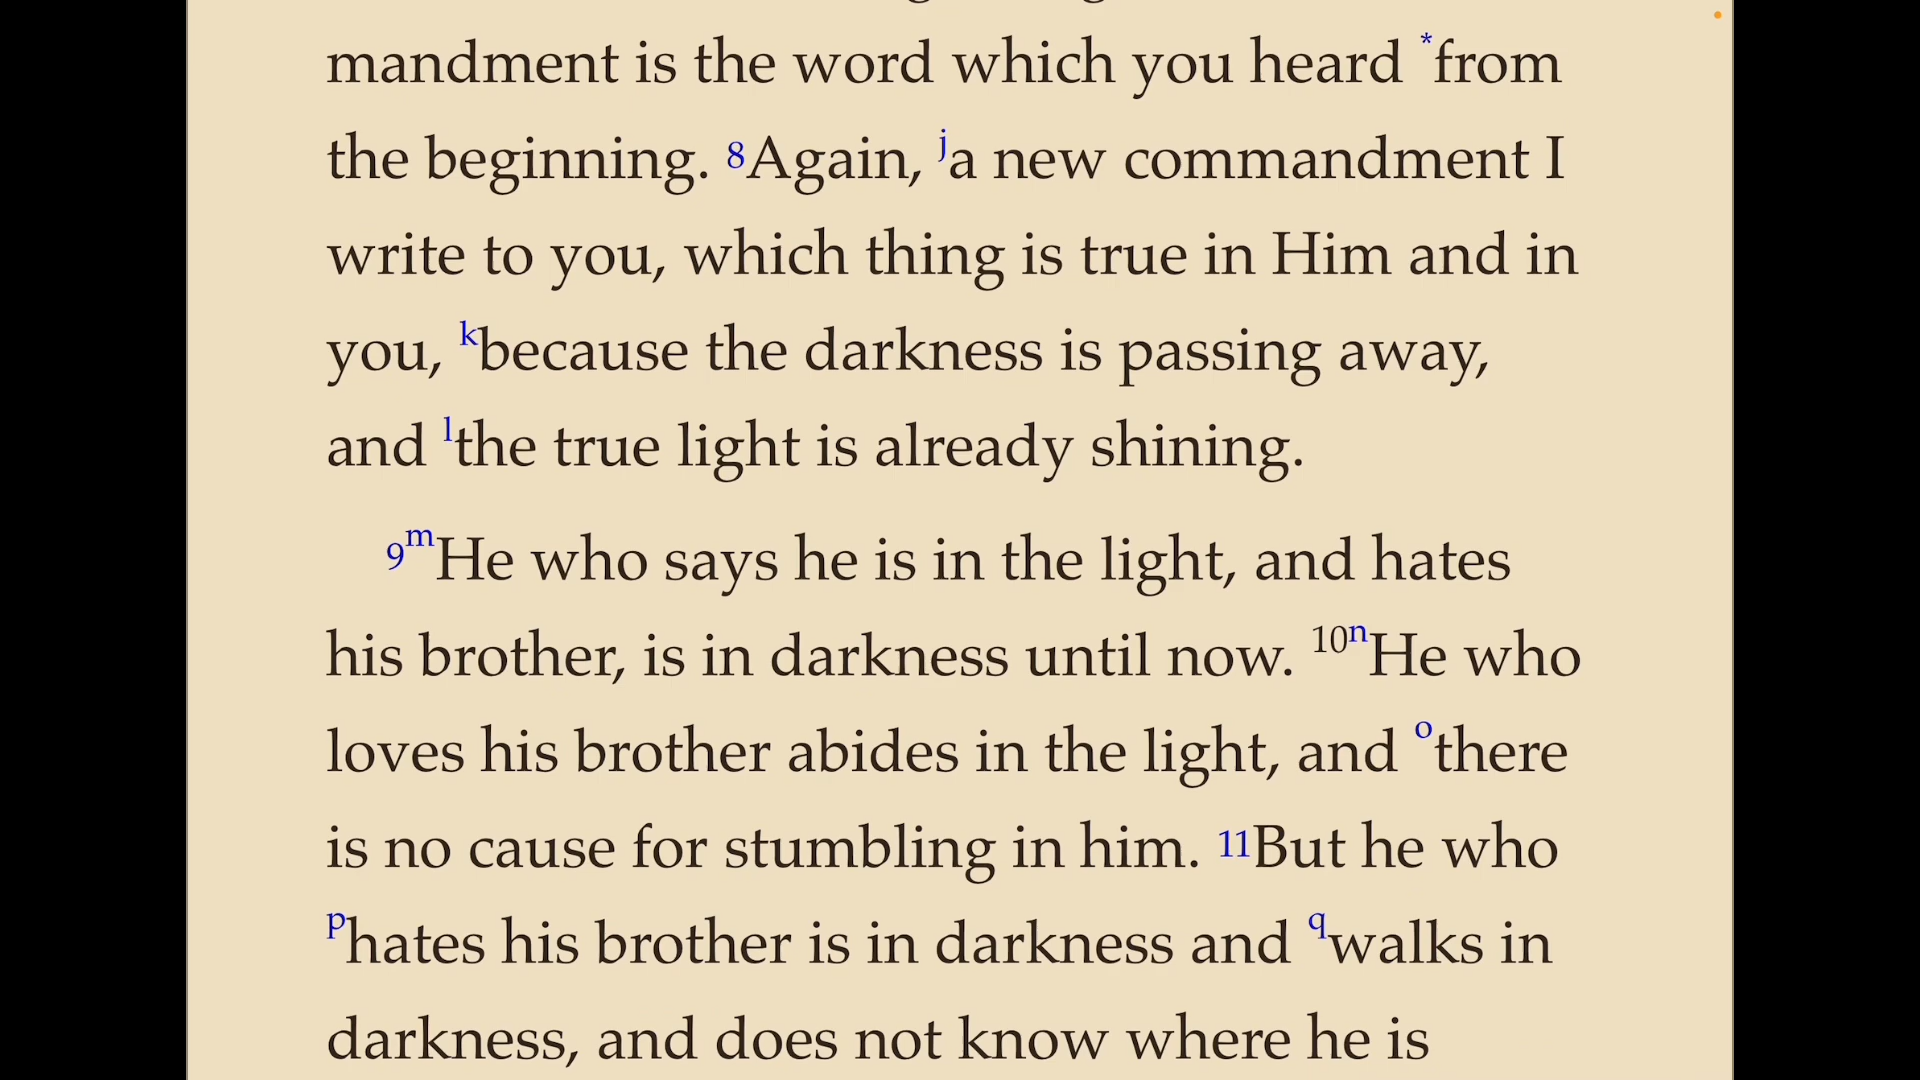 mandment is the word which you heard *from
the beginning. 8Again, ja new commandment I
write to you, which thing is true in Him and in
you, kbecause the darkness is passing away,
and lthe true light is already shining.
9mHe who says he is in the light, and hates
his brother, is in darkness until now. 10nHe who
loves his brother abides in the light, and othere
is no cause for stumbling in him. 11But he who
phates his brother is in darkness and qwalks in
darkness, and does not know where he is